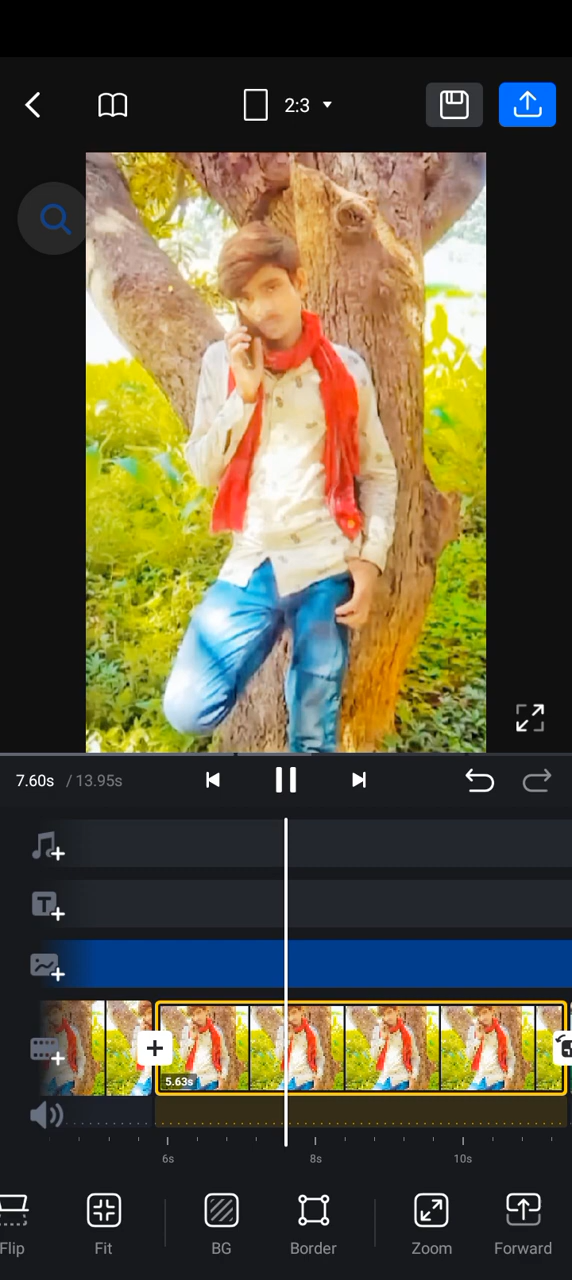 2:3
7.60s / 13.95s
T
5.63s
6s
8s
10s
Flip
Fit
BG
Border
Zoom
Forward